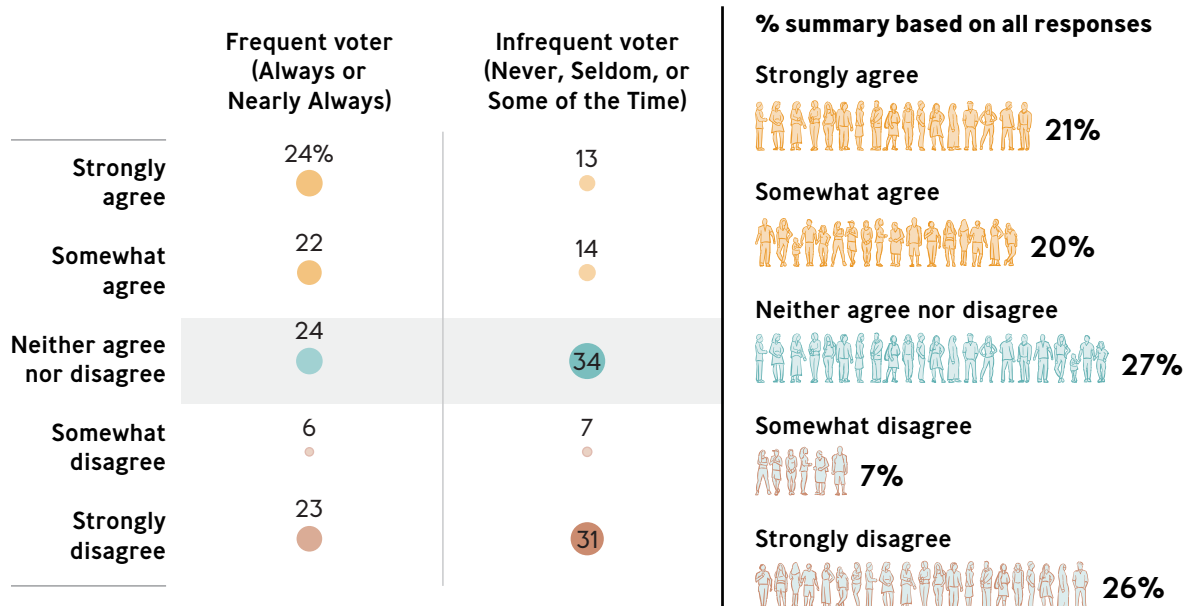 Frequent voter
(Always or
Nearly Always)
Infrequent voter
(Never, Seldom, or
Some of the Time)
Strongly
agree
24%
13
Somewhat
agree
22
14
Neither agree
nor disagree
24
34
Somewhat
disagree
6
7
Strongly
disagree
23
31
% summary based on all responses
Strongly agree
21%
Somewhat agree
20%
Neither agree nor disagree
27%
Somewhat disagree
7%
Strongly disagree
26%